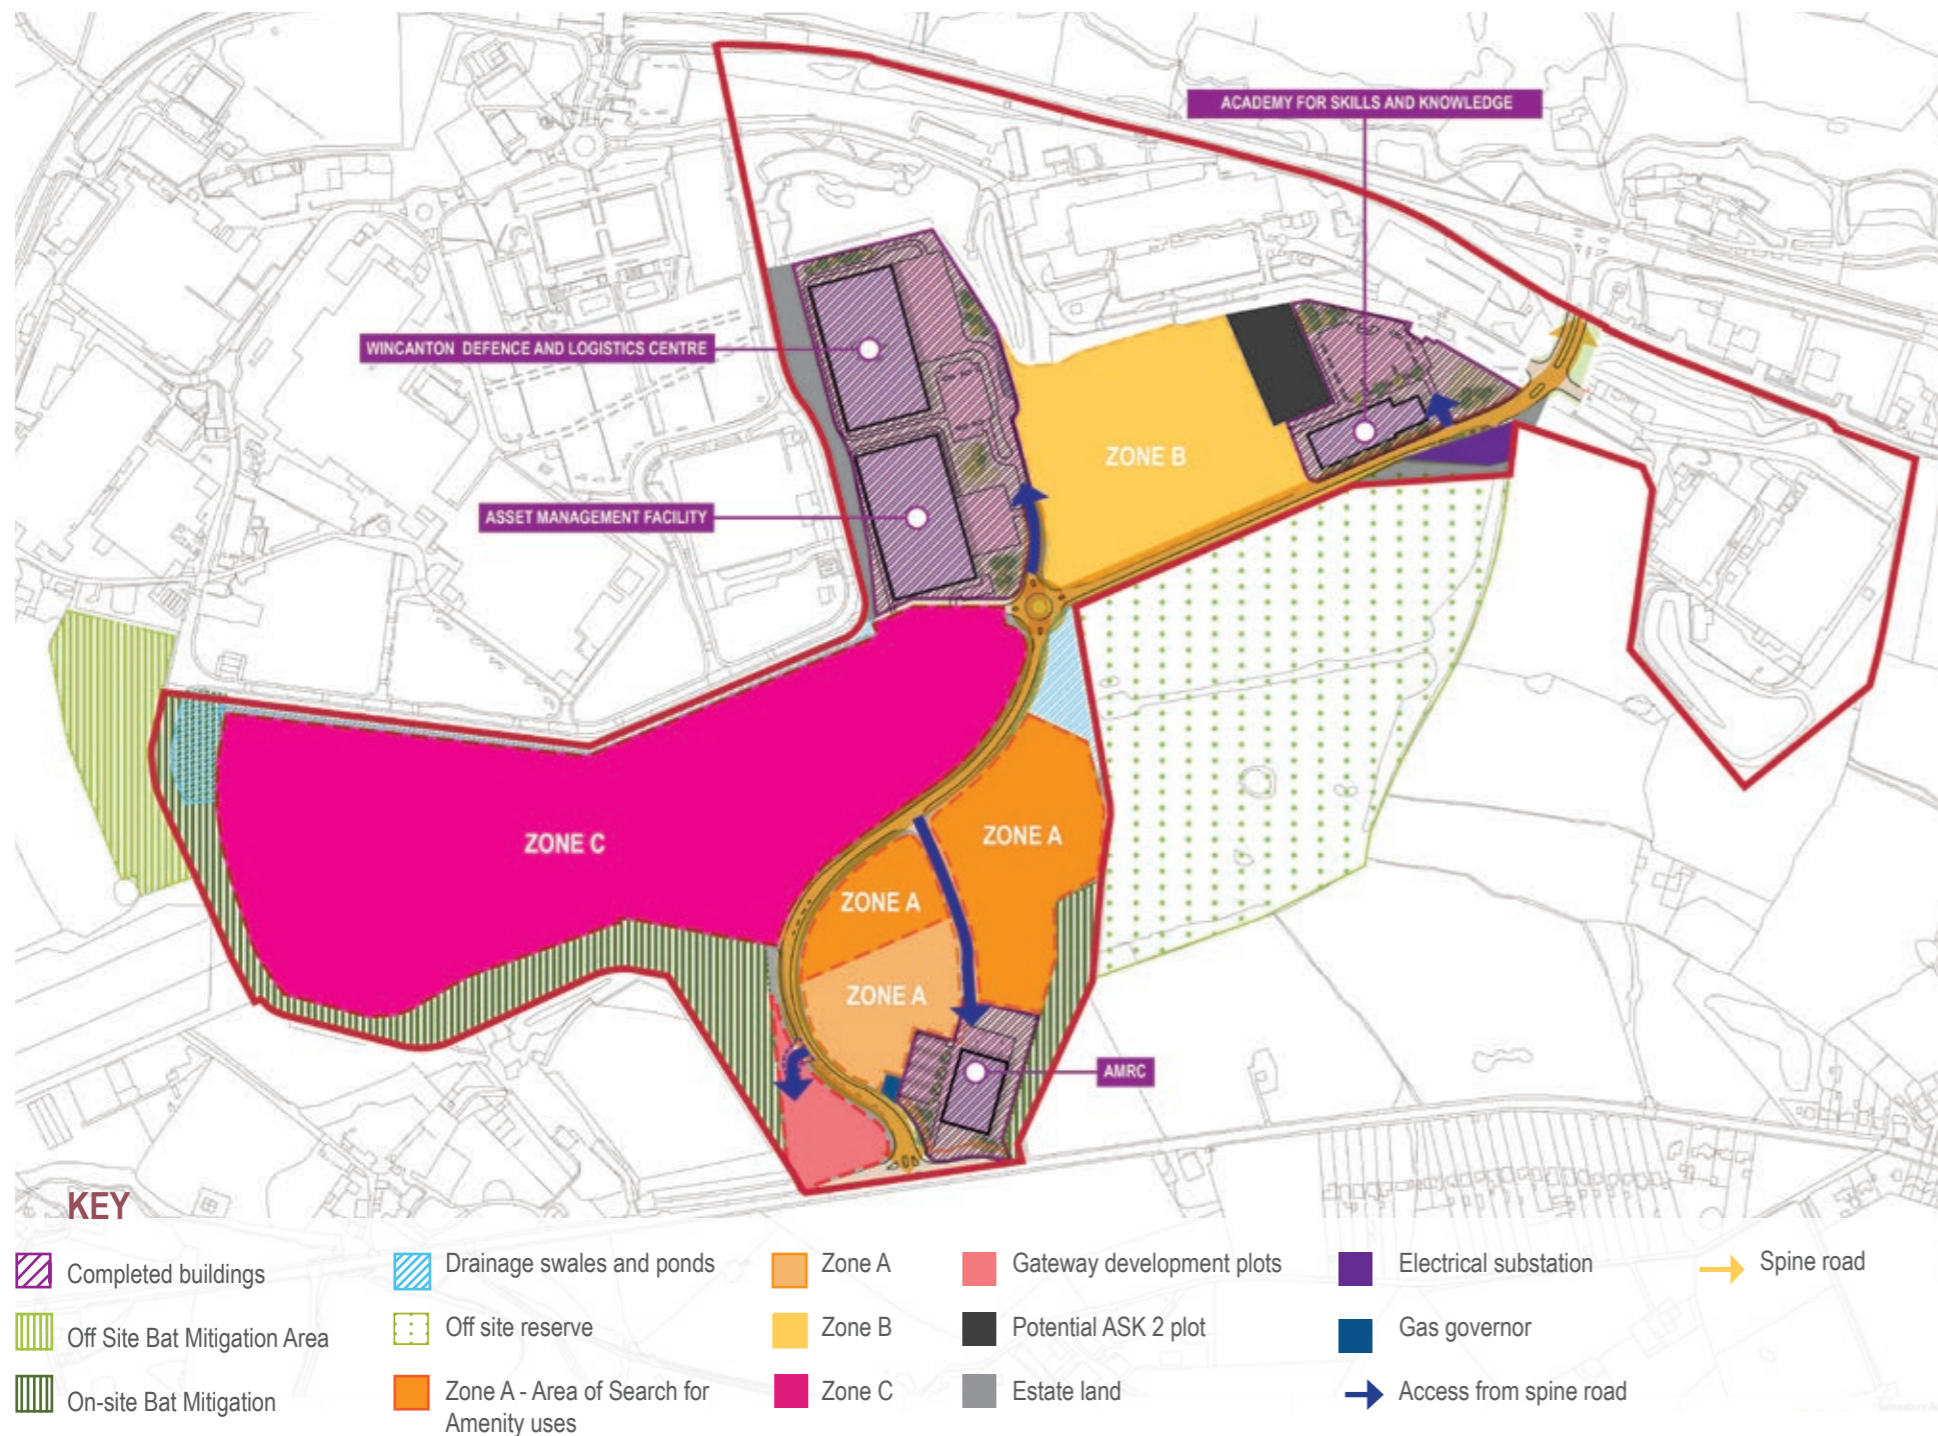 ACADEMY FOR SKILLS AND KNOWLEDGE
WINCANTON DEFENCE AND LOGISTICS CENTRE
ZONE B
ASSET MANAGEMENT FACILITY
ZONE C
ZONE A
ZONE A
ZONE A
AMRC
KEY
Completed buildings
Off Site Bat Mitigation Area
On-site Bat Mitigation
Drainage swales and ponds
Off site reserve
Zone A - Area of Search for
Amenity uses
Zone A
Zone B
Zone C
Gateway development plots
Potential ASK 2 plot
Estate land
Electrical substation
Gas governor
Access from spine road
Spine road